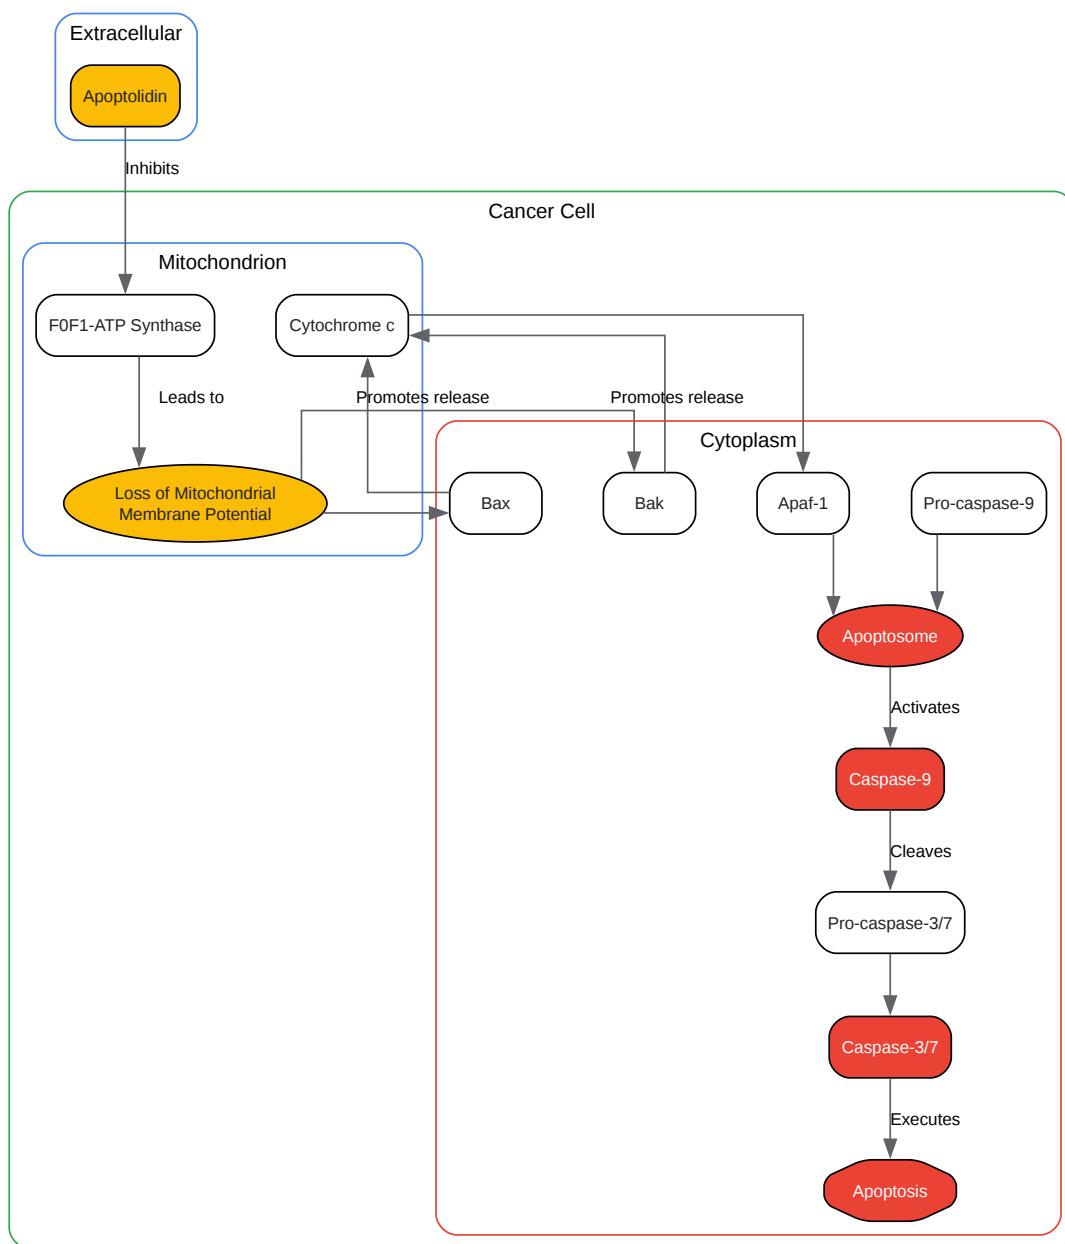 Extracellular
Apoptolidin
Inhibits
Cancer Cell
Mitochondrion
F0F1-ATP Synthase
Cytochrome c
Leads to
Promotes release
Promotes release
Cytoplasm
Loss of Mitochondrial
Membrane Potential
Bax
Bak
Apaf-1
Pro-caspase-9
Apoptosome
Activates
Caspase-9
Cleaves
Pro-caspase-3/7
Caspase-3/7
Executes
Apoptosis